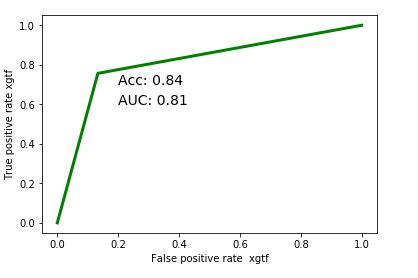 1.0
0.8
0.6
0.4
0.2
0.0
True positive rate xgtf
Acc: 0.84
AUC: 0.81
0.0 0.2 0.4 0.6 0.8 1.0
False positive rate  xgtf